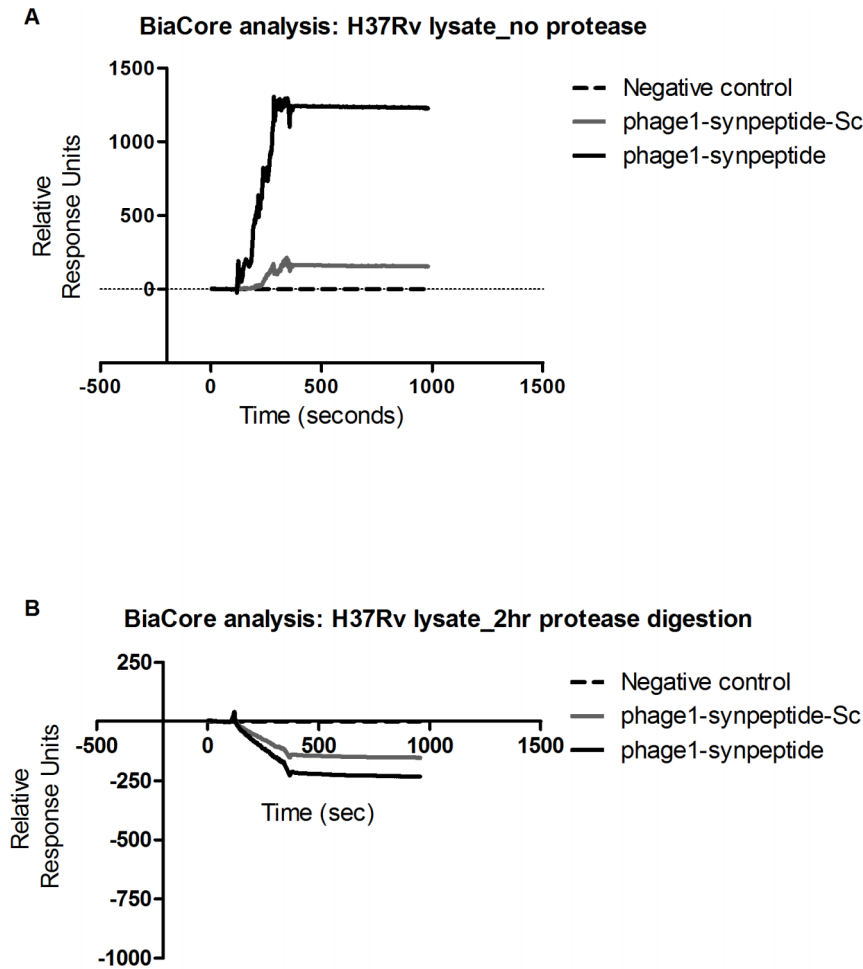 A
BiaCore analysis: H37Rv lysate_no protease
1500
1000
500
0
Relative
Response Units
-500
0
500
1000
1500
Time (seconds)
Negative control
phage1-synpeptide-Sc
phage1-synpeptide
B
BiaCore analysis: H37Rv lysate_2hr protease digestion
250
-250
-500
-750
-1000
Relative
Response Units
-500
0
500
1000
1500
Time (sec)
Negative control
phage1-synpeptide-Sc
phage1-synpeptide